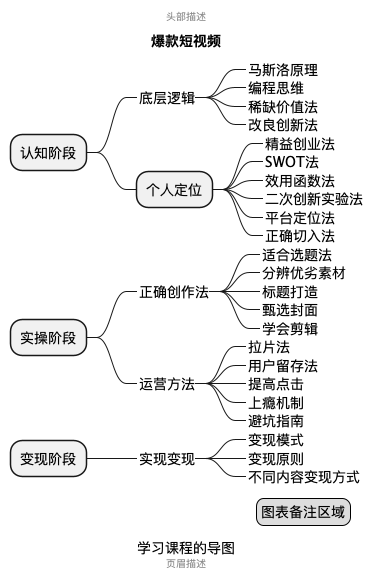 头部描述
爆款短视频
认知阶段
底层逻辑
马斯洛原理
编程思维
稀缺价值法
改良创新法
个人定位
精益创业法
SWOT法
效用函数法
二次创新实验法
平台定位法
正确切入法
实操阶段
正确创作法
适合选题法
分辨优劣素材
标题打造
甄选封面
学会剪辑
运营方法
拉片法
用户留存法
提高点击
上瘾机制
避坑指南
变现阶段
实现变现
变现模式
变现原则
不同内容变现方式
图表备注区域
学习课程的导图
页眉描述